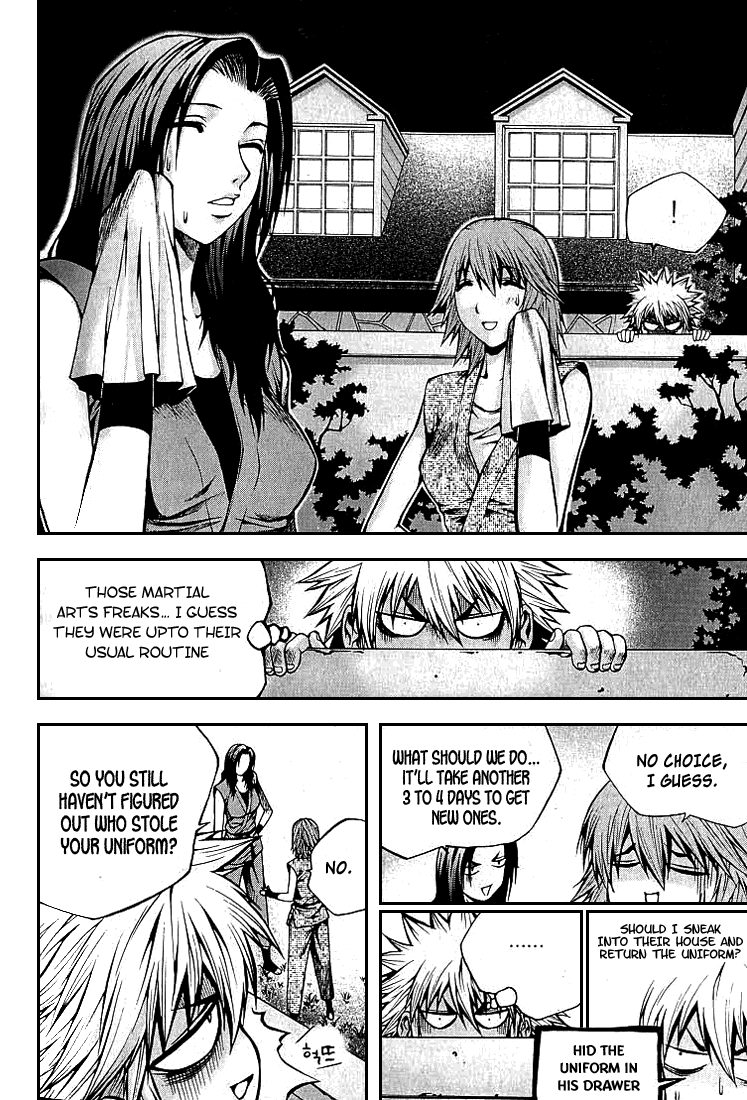 !
THOSE MARTIAL
ARTS FREAKS... I GUESS
THEY WERE UPTO THEIR
USUAL ROUTINE
SO YOU STILL
HAVEN'T FIGURED
OUT WHO STOLE
YOUR UNIFORM?
NO.
헉뜨
WHAT SHOULD WE DO...
IT'LL TAKE ANOTHER
3 TO 4 DAYS TO GET
NEW ONES.
NO CHOICE,
I GUESS.
......
SHOULD I SNEAK
INTO THEIR HOUSE AND
RETURN THE UNIFORM?
HID THE
UNIFORM IN
HIS DRAWER